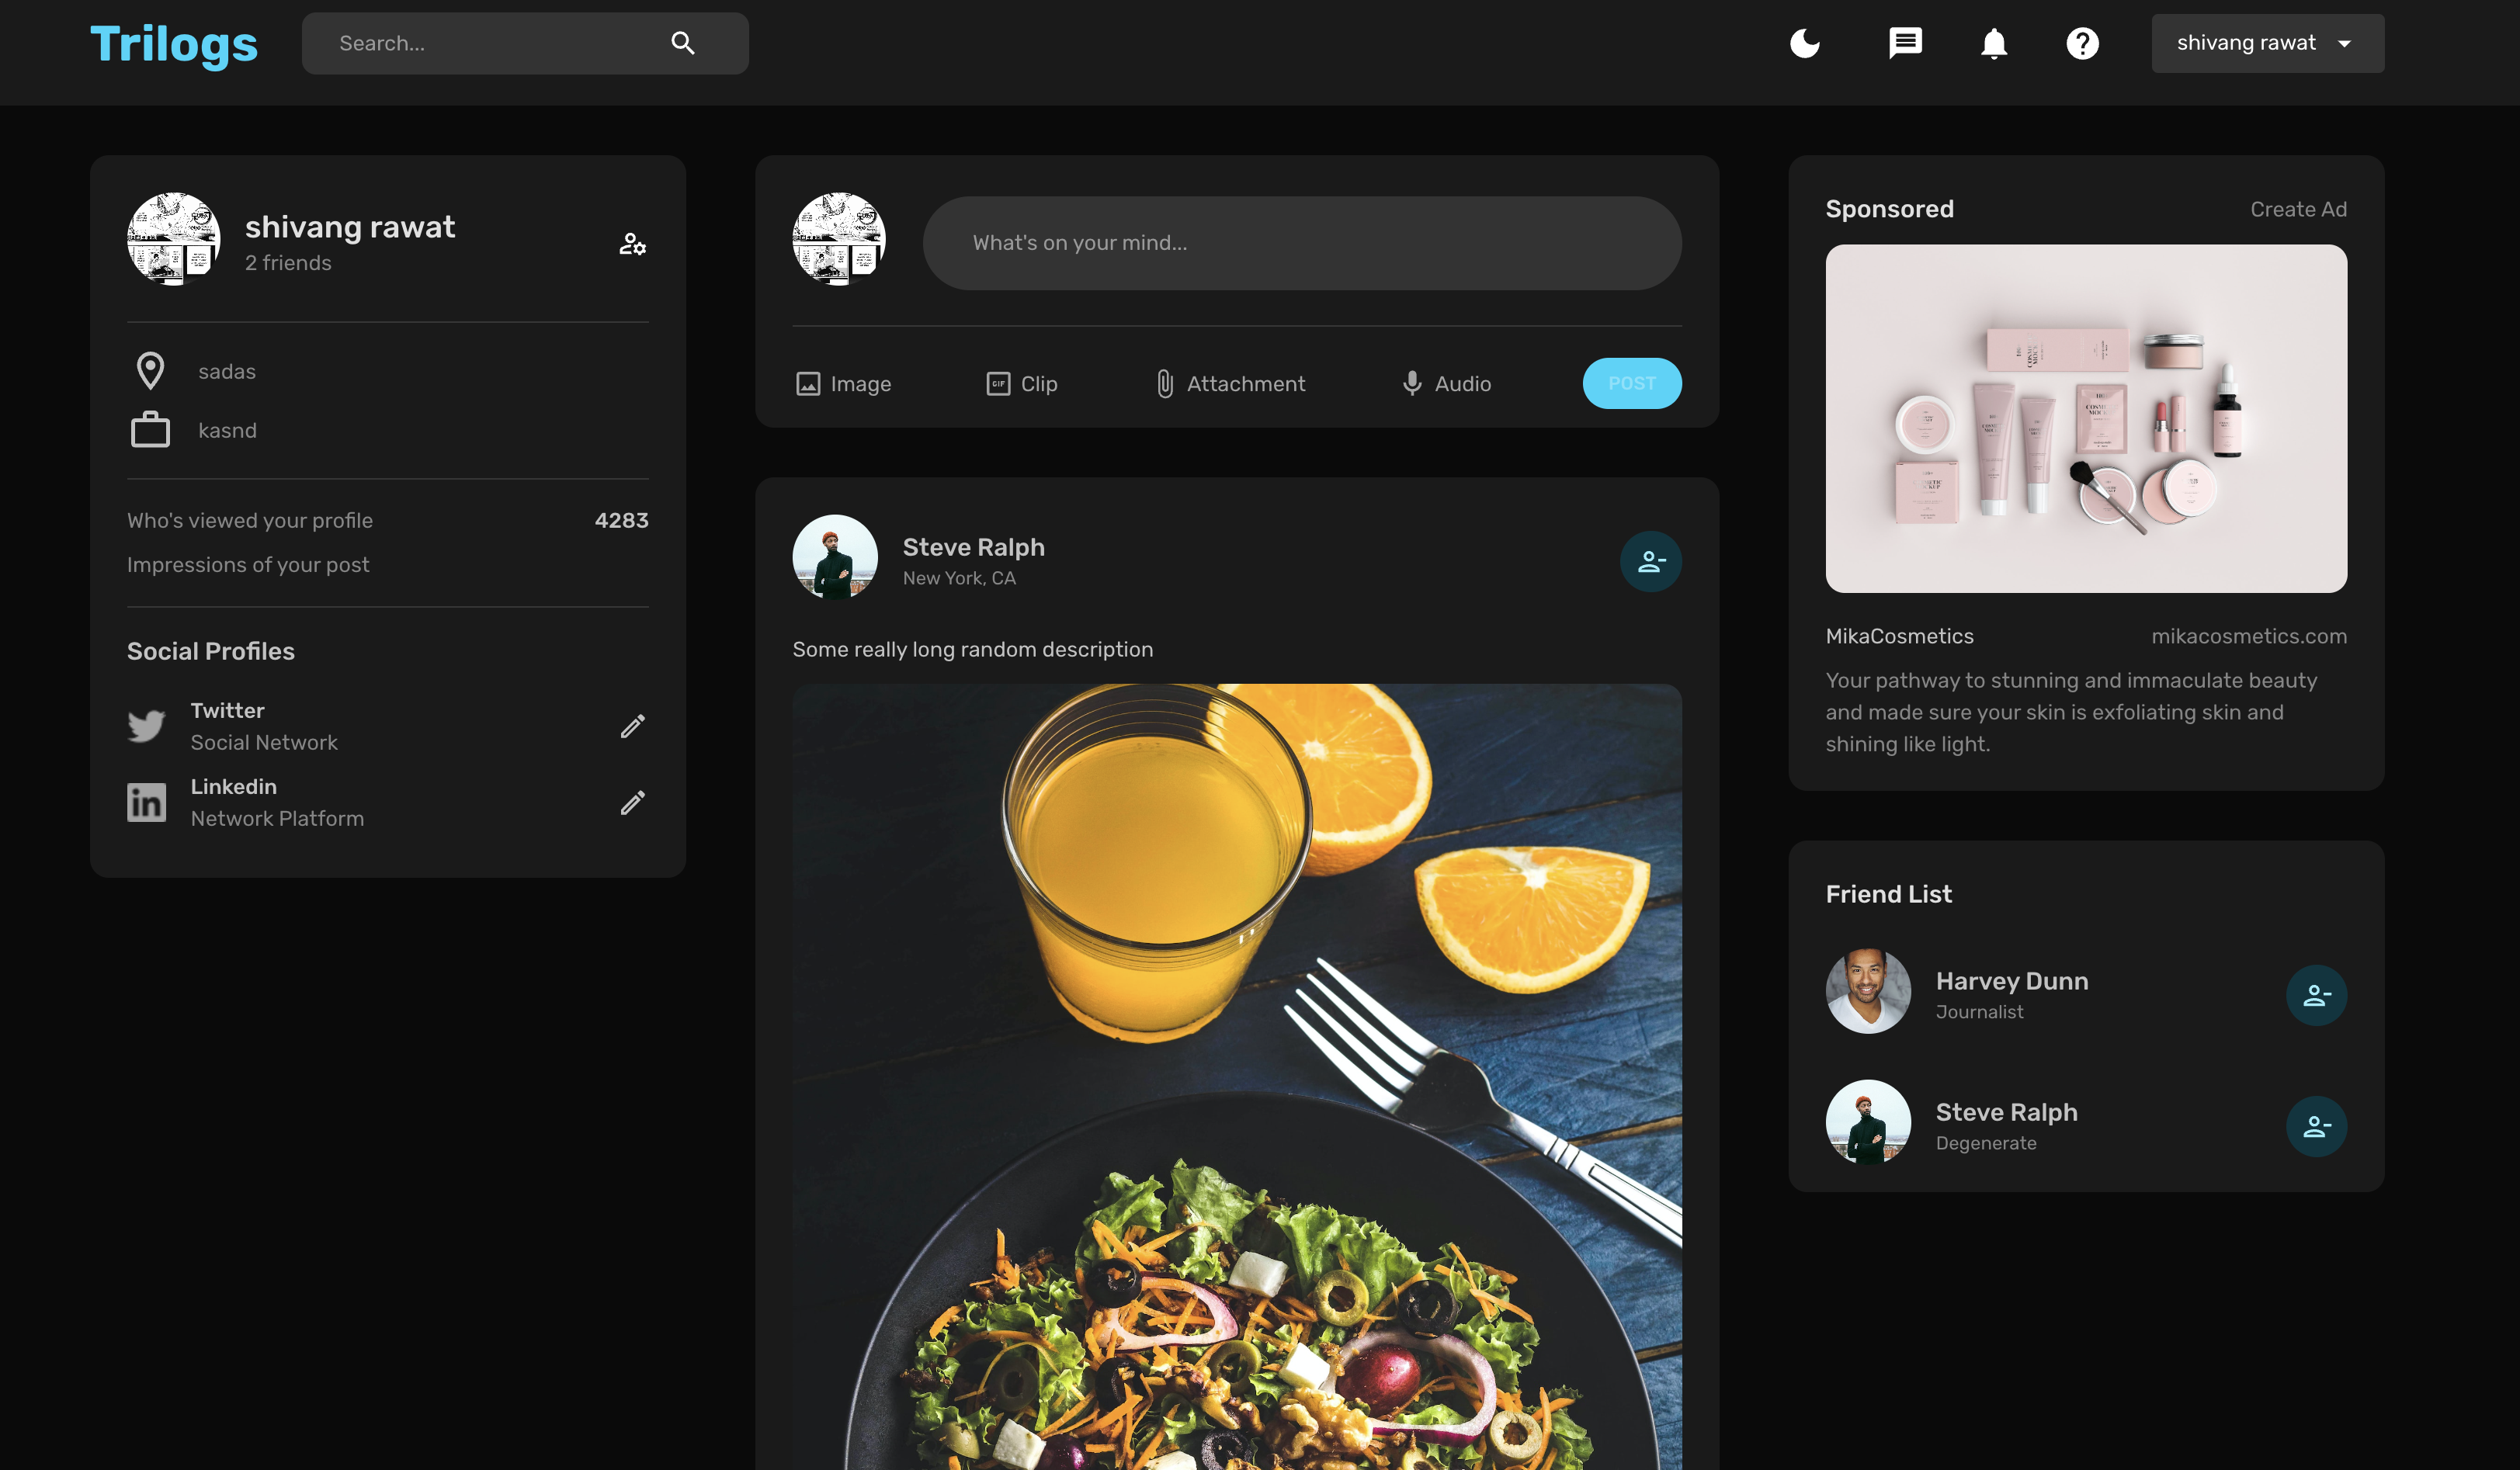 Trilogs
Search...
shivang rawat
shivang rawat
2 friends
sadas
kasnd
Who's viewed your profile 4283
Impressions of your post
Social Profiles
Twitter
Social Network
Linkedin
Network Platform
What's on your mind...
Image
GIF Clip
Attachment
Audio
POST
Steve Ralph
New York, CA
Some really long random description
Sponsored Create Ad
MikaCosmetics mikacosmetics.com
Your pathway to stunning and immaculate beauty
and made sure your skin is exfoliating skin and
shining like light.
Friend List
Harvey Dunn
Journalist
Steve Ralph
Degenerate